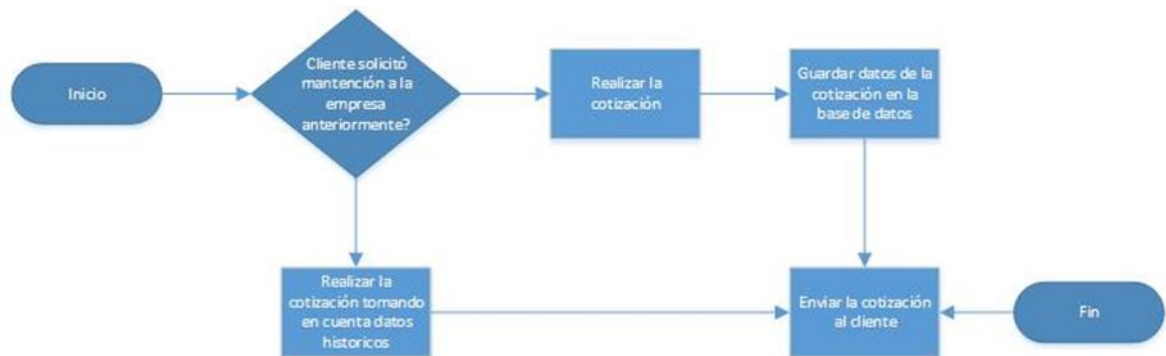 Inicio
Cliente solicitó
mantención a la
empresa
anteriormente?
Realizar la
cotización
Guardar datos de la
cotización en la
base de datos
Realizar la
cotización tomando
en cuenta datos
historicos
Enviar la cotización
al cliente
Fin